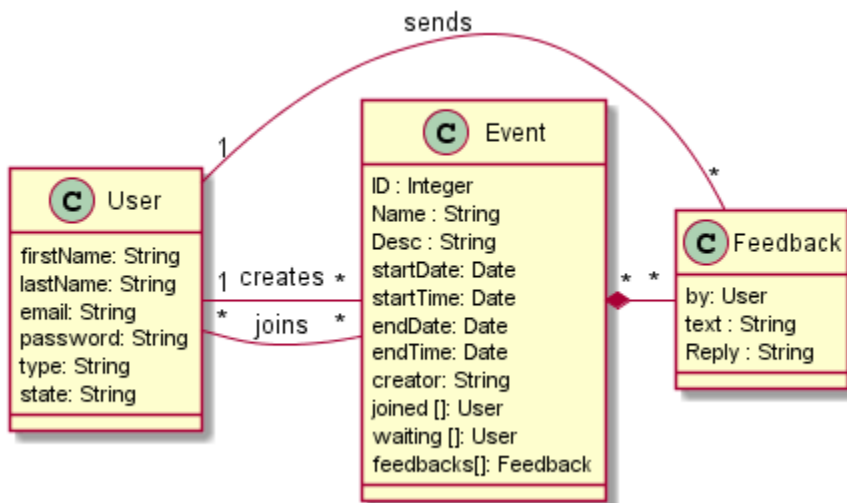 sends
1
*
C User
firstName: String
lastName: String
email: String
password: String
type: String
state: String
1 creates *
* joins *
C Event
ID : Integer
Name : String
Desc : String
startDate: Date
startTime: Date
endDate: Date
endTime: Date
creator: String
joined []: User
waiting []: User
feedbacks[]: Feedback
* *
C Feedback
by: User
text : String
Reply : String